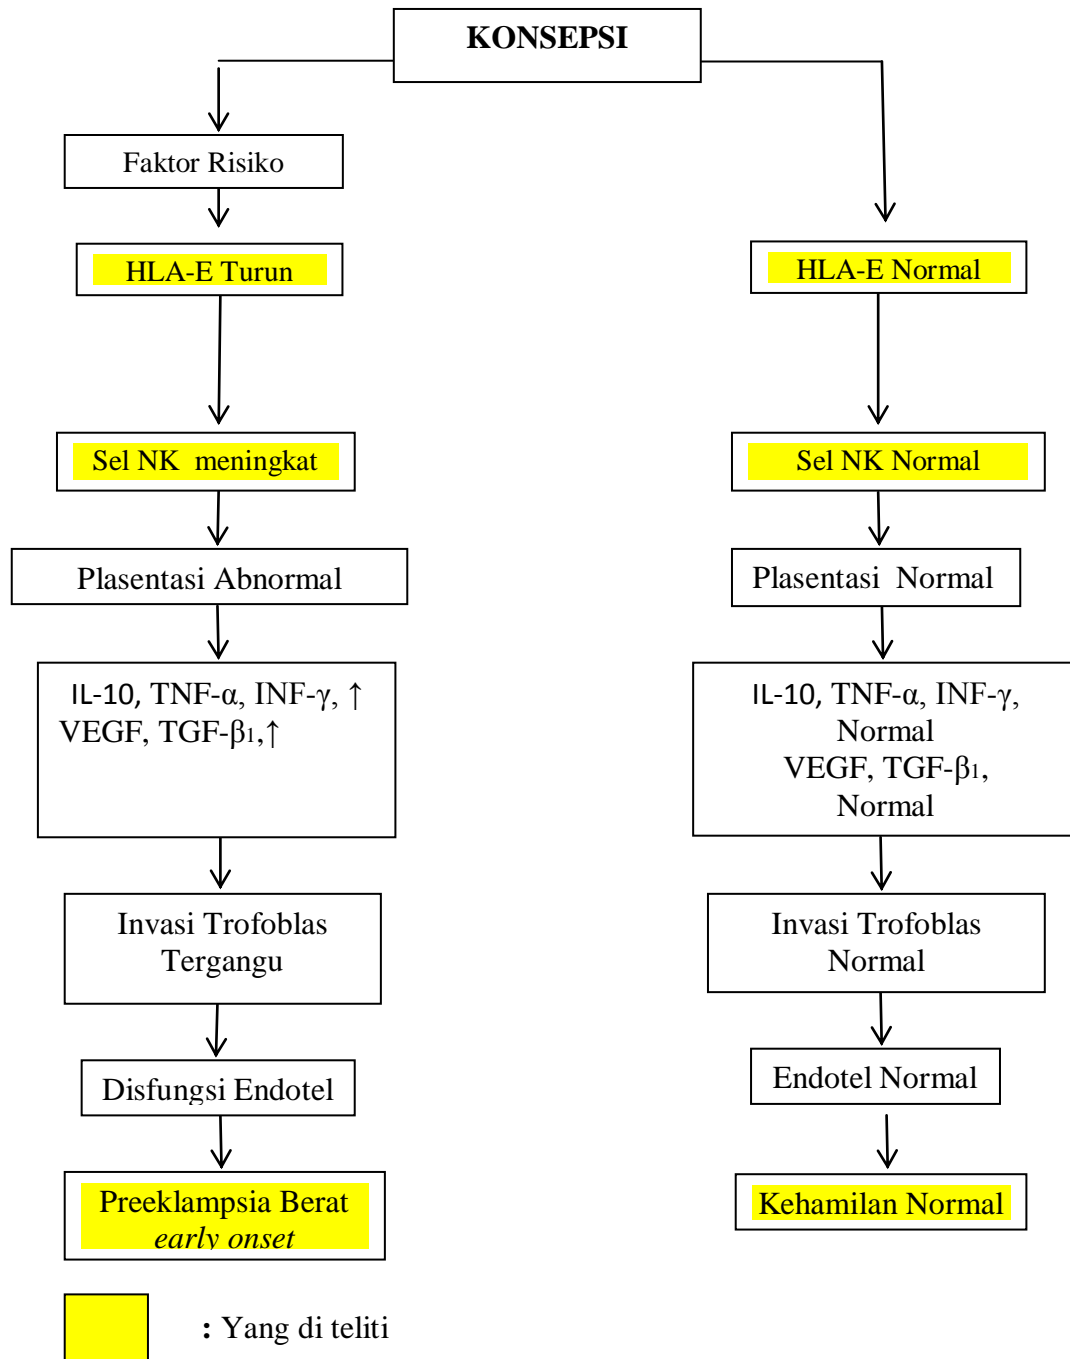 KONSEPSI
Faktor Risiko
HLA-E Turun
HLA-E Normal
Sel NK meningkat
Sel NK Normal
Plasentasi Abnormal
Plasentasi Normal
IL-10, TNF-α, INF-γ, ↑
VEGF, TGF-β1,↑
IL-10, TNF-α, INF-γ,
Normal
VEGF, TGF-β1,
Normal
Invasi Trofoblas
Tergangu
Invasi Trofoblas
Normal
Disfungsi Endotel
Endotel Normal
Preeklampsia Berat
early onset
Kehamilan Normal
: Yang di teliti